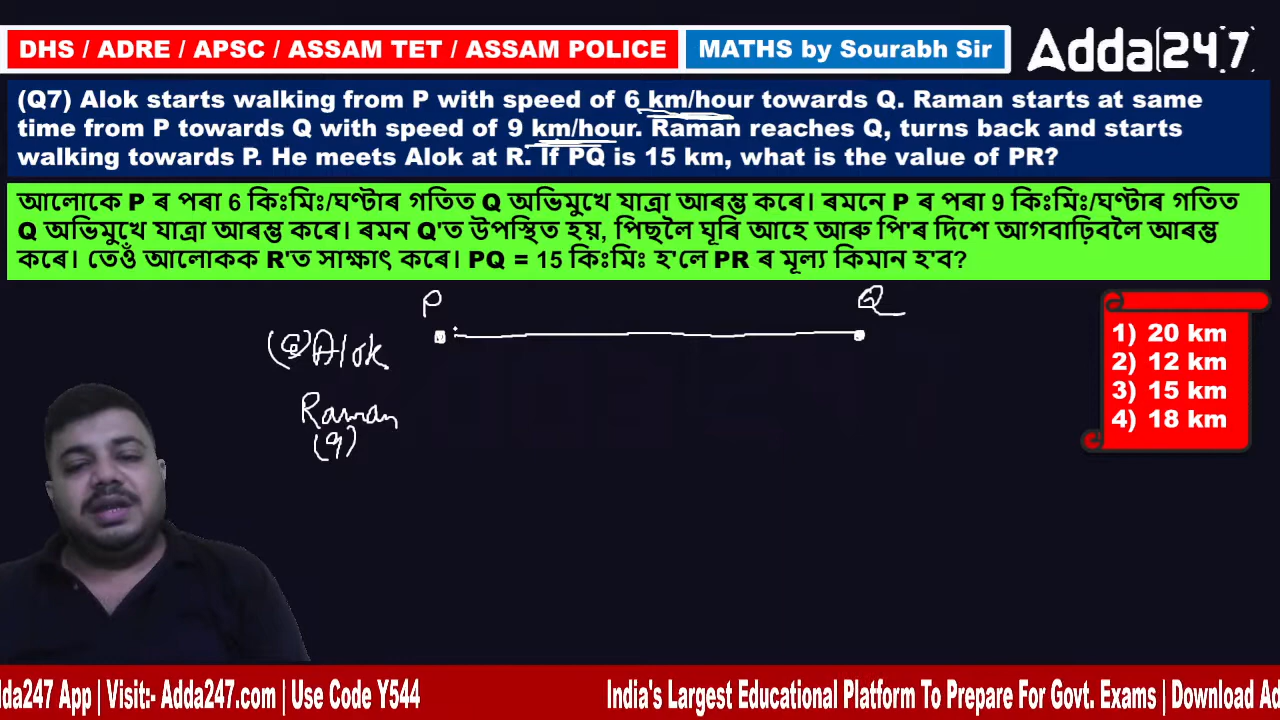 DHS / ADRE / APSC / ASSAM TET / ASSAM POLICE
MATHS by Sourabh Sir
Adda247
(Q7) Alok starts walking from P with speed of 6 km/hour towards Q. Raman starts at same
time from P towards Q with speed of 9 km/hour. Raman reaches Q, turns back and starts
walking towards P. He meets Alok at R. If PQ is 15 km, what is the value of PR?
আলোকে P ৰ পৰা 6 কিঃমিঃ/ঘণ্টাৰ গতিত Q অভিমুখে যাত্ৰা আৰম্ভ কৰে। ৰমনে P ৰ পৰা 9 কিঃমিঃ/ঘণ্টাৰ গতিত
Q অভিমুখে যাত্ৰা আৰম্ভ কৰে। ৰমন Q'ত উপস্থিত হয়, পিছলৈ ঘূৰি আহে আৰু পি'ৰ দিশে আগবাঢ়িবলৈ আৰম্ভ
কৰে। তেওঁ আলোকক R'ত সাক্ষাৎ কৰে। PQ = 15 কিঃমিঃ হ'লে PR ৰ মূল্য কিমান হ'ব?
P
Q
Alok
Raman
(9)
1) 20 km
2) 12 km
3) 15 km
4) 18 km
dda247 App | Visit:- Adda247.com | Use Code Y544
India's Largest Educational Platform To Prepare For Govt. Exams | Download Ad